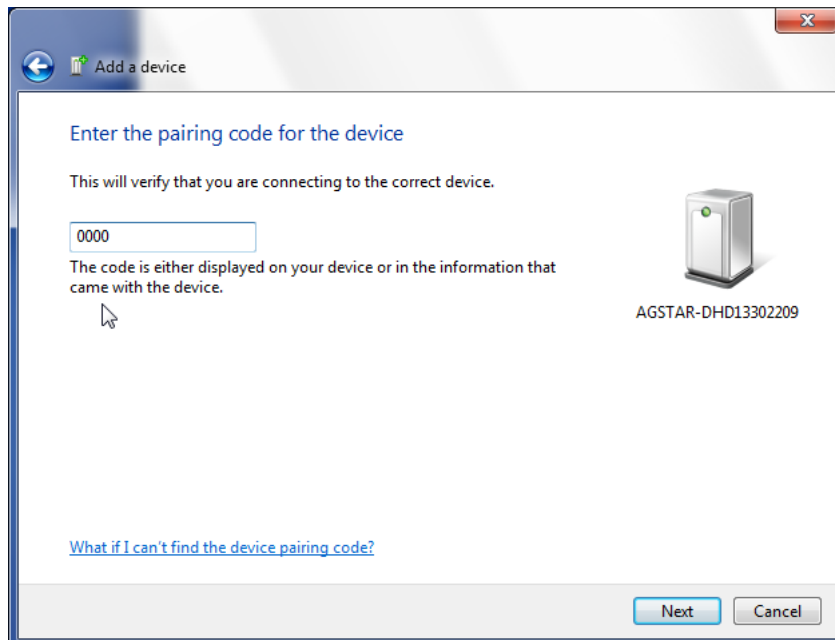 Add a device
Enter the pairing code for the device
This will verify that you are connecting to the correct device.
0000
The code is either displayed on your device or in the information that
came with the device.
AGSTAR-DHD13302209
What if I can't find the device pairing code?
Next
Cancel